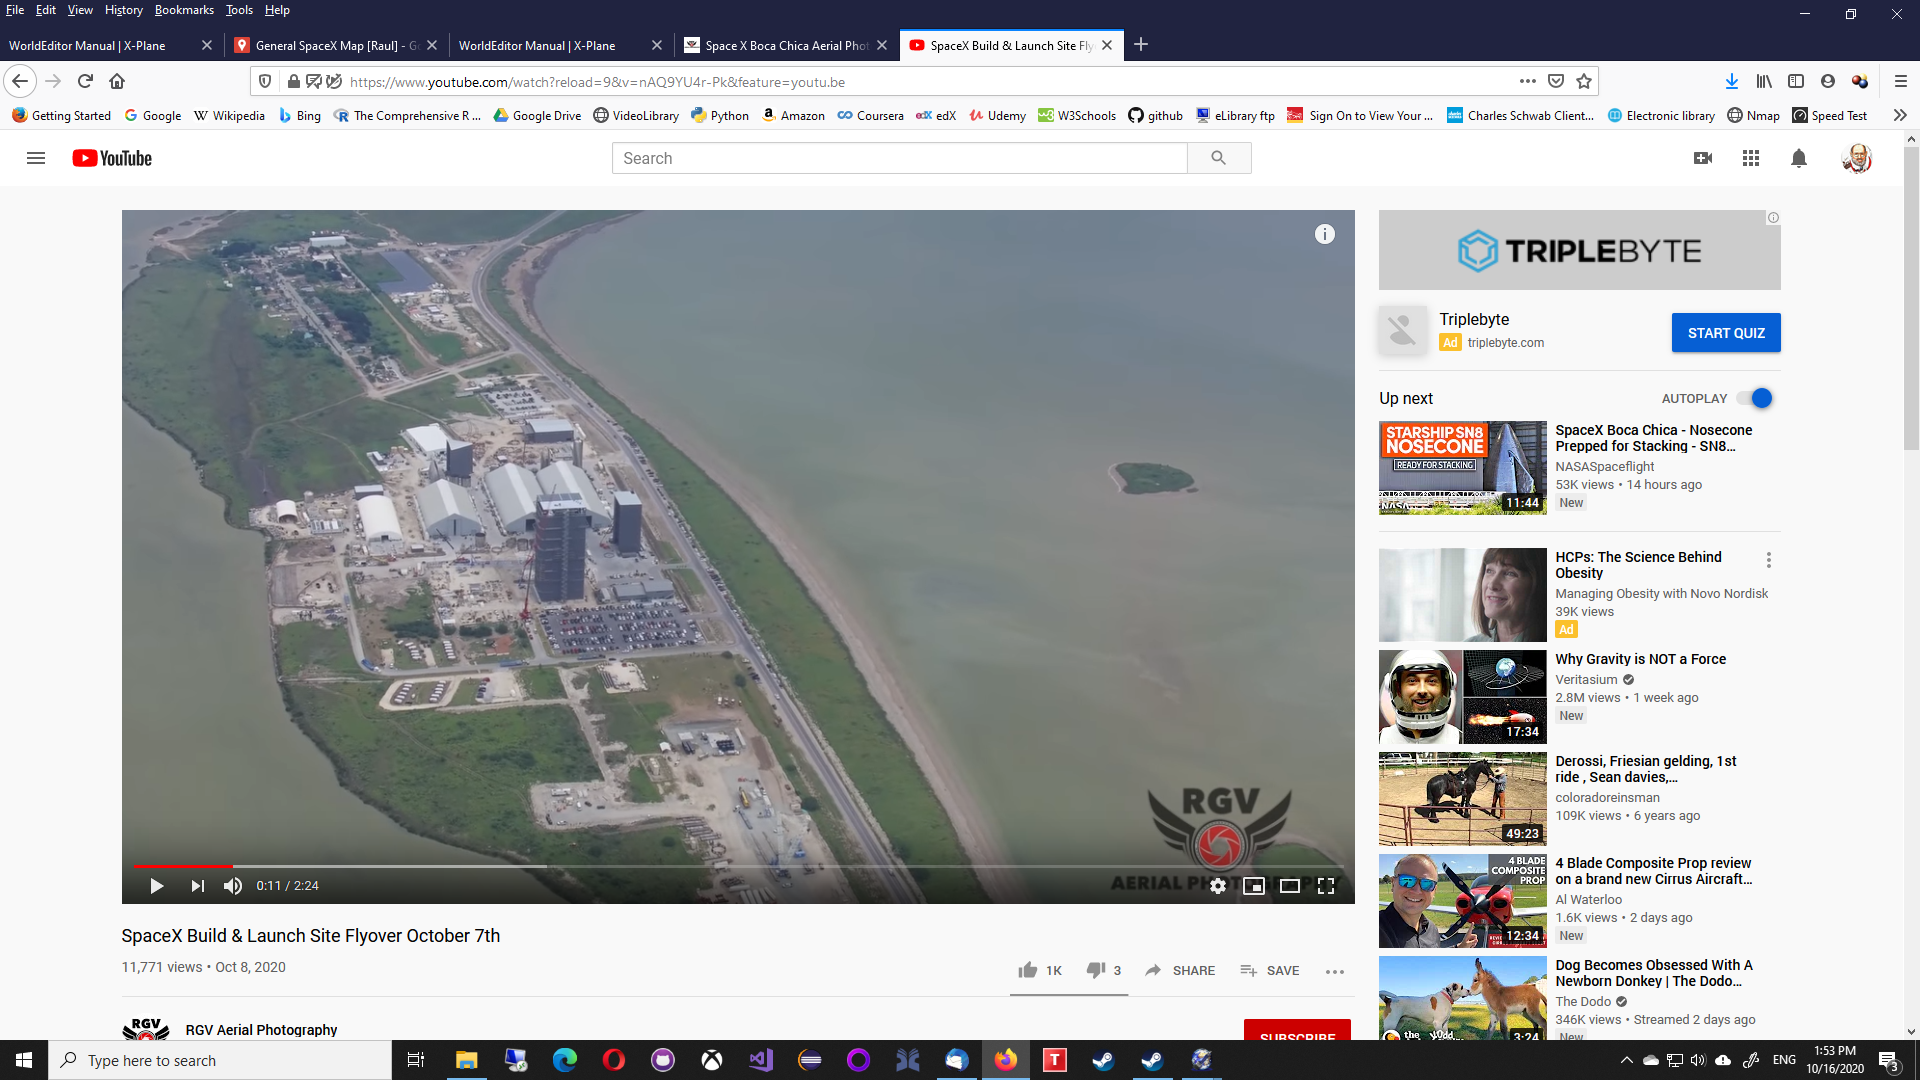 File Edit View History Bookmarks Tools Help
WorldEditor Manual | X-Plane
General SpaceX Map [Raul] - Go
WorldEditor Manual | X-Plane
Space X Boca Chica Aerial Phot
SpaceX Build & Launch Site Fly
https://www.youtube.com/watch?reload=9&v=nAQ9YU4r-Pk&feature=youtu.be
Getting Started Google Wikipedia Bing The Comprehensive R ... Google Drive VideoLibrary Python Amazon Coursera edX Udemy W3Schools github eLibrary ftp Sign On to View Your ... Charles Schwab Client... Electronic library Nmap Speed Test
YouTube
Search
RGV
AERIAL
0:11 / 2:24
SpaceX Build & Launch Site Flyover October 7th
11,771 views • Oct 8, 2020
1K 3 SHARE SAVE
RGV
RGV Aerial Photography
SUBSCRIBE
TRIPLEBYTE
Triplebyte
Ad triplebyte.com
START QUIZ
Up next
AUTOPLAY
STARSHIP SN8
NOSECONE
READY FOR STACKING
11:44
SpaceX Boca Chica - Nosecone
Prepped for Stacking - SN8...
NASASpaceflight
53K views • 14 hours ago
New
HCPs: The Science Behind
Obesity
Managing Obesity with Novo Nordisk
39K views
Ad
17:34
Why Gravity is NOT a Force
Veritasium
2.8M views • 1 week ago
New
49:23
Derossi, Friesian gelding, 1st
ride , Sean davies,...
coloradoreinsman
109K views • 6 years ago
4 BLADE
COMPOSITE
PROP
12:34
4 Blade Composite Prop review
on a brand new Cirrus Aircraft...
Al Waterloo
1.6K views • 2 days ago
New
the
3:24
Dog Becomes Obsessed With A
Newborn Donkey | The Dodo...
The Dodo
346K views • Streamed 2 days ago
New
Type here to search
T
ENG
1:53 PM
10/16/2020
3